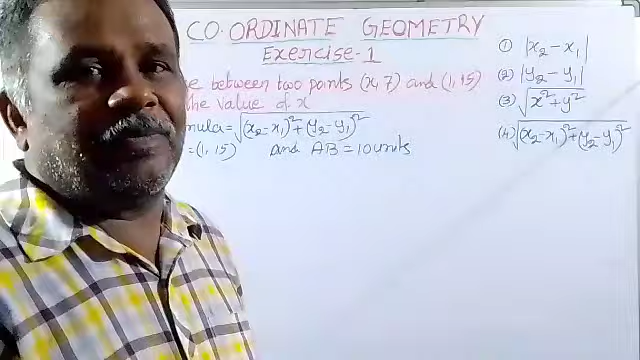 CO-ORDINATE GEOMETRY
Exercise-1
between two points (x, 7) and (1, 15)
the value of x
= √(x₂-x₁)²+(y₂-y₁)²
= (1, 15) and AB = 10 units
① |x₂-x₁|
(2) |y₂-y₁|
(3) √x²+y²
(4) √(x₂-x₁)²+(y₂-y₁)²